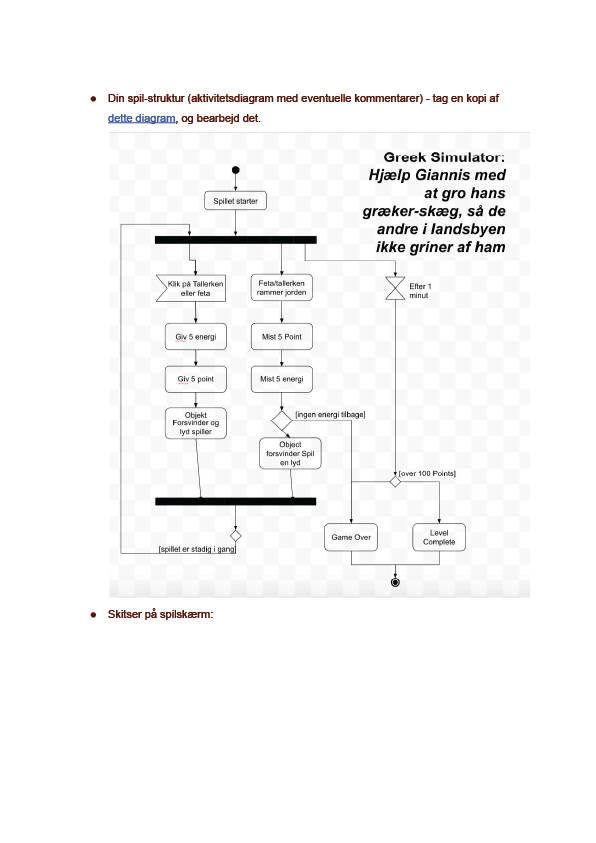 ● Din spil-struktur (aktivitetsdiagram med eventuelle kommentarer) - tag en kopi af
dette diagram, og bearbejd det.
Greek Simulator:
Hjælp Giannis med
at gro hans
græker-skæg, så de
andre i landsbyen
ikke griner af ham
Spillet starter
Klik på Tallerken
eller feta
Feta/tallerken
rammer jorden
Efter 1
minut
Giv 5 energi
Mist 5 Point
Giv 5 point
Mist 5 energi
Objekt
Forsvinder og
lyd spiller
[ingen energi tilbage]
Object
forsvinder Spil
en lyd
[over 100 Points]
Game Over
Level
Complete
[spillet er stadig i gang]
● Skitser på spilskærm: